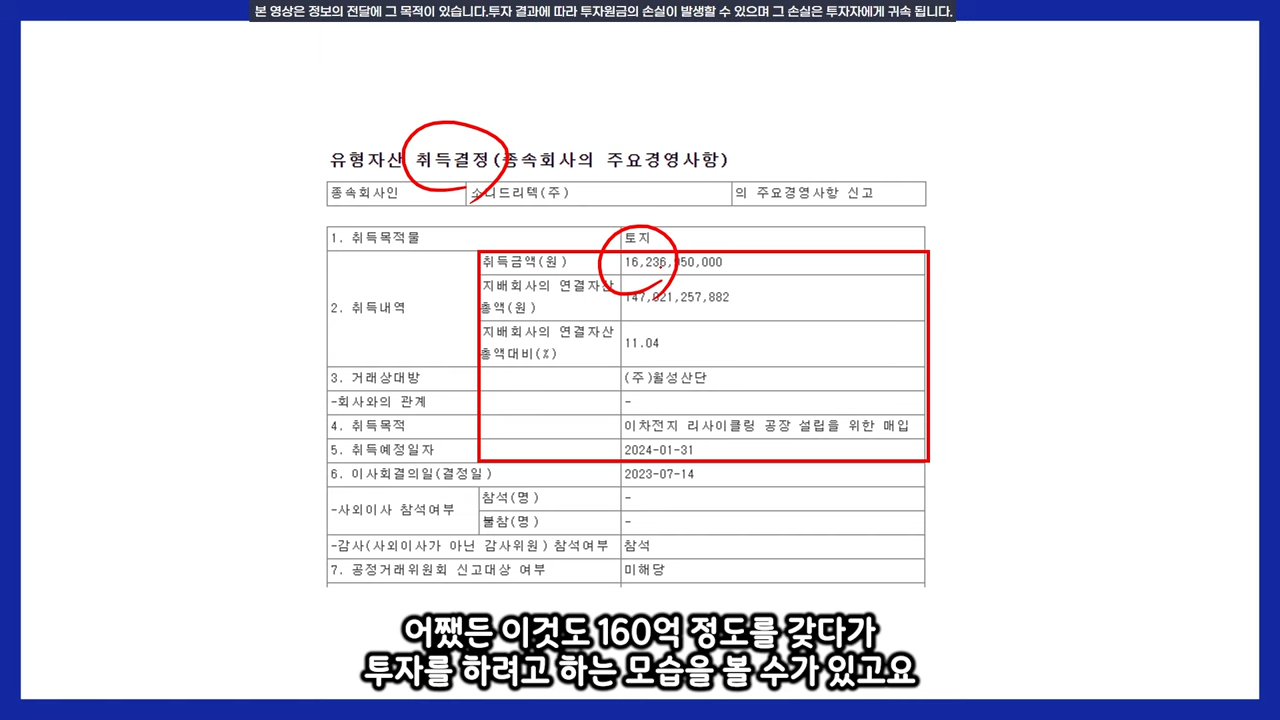 본 영상은 정보의 전달에 그 목적이 있습니다.투자 결과에 따라 투자원금의 손실이 발생할 수 있으며 그 손실은 투자자에게 귀속 됩니다.
유형자산 취득결정(종속회사의 주요경영사항)
종속회사인 소니드리텍(주) 의 주요경영사항 신고
1. 취득목적물 토지
2. 취득내역
취득금액(원) 16,236,950,000
지배회사의 연결자산
총액(원)
147,921,257,882
지배회사의 연결자산
총액대비(%)
11.04
3. 거래상대방 (주)월성산단
-회사와의 관계 -
4. 취득목적 이차전지 리사이클링 공장 설립을 위한 매입
5. 취득예정일자 2024-01-31
6. 이사회결의일(결정일) 2023-07-14
-사외이사 참석여부
참석(명) -
불참(명) -
-감사(사외이사가 아닌 감사위원) 참석여부 참석
7. 공정거래위원회 신고대상 여부 미해당
어쨌든 이것도 160억 정도를 갖다가
투자를 하려고 하는 모습을 볼 수가 있고요